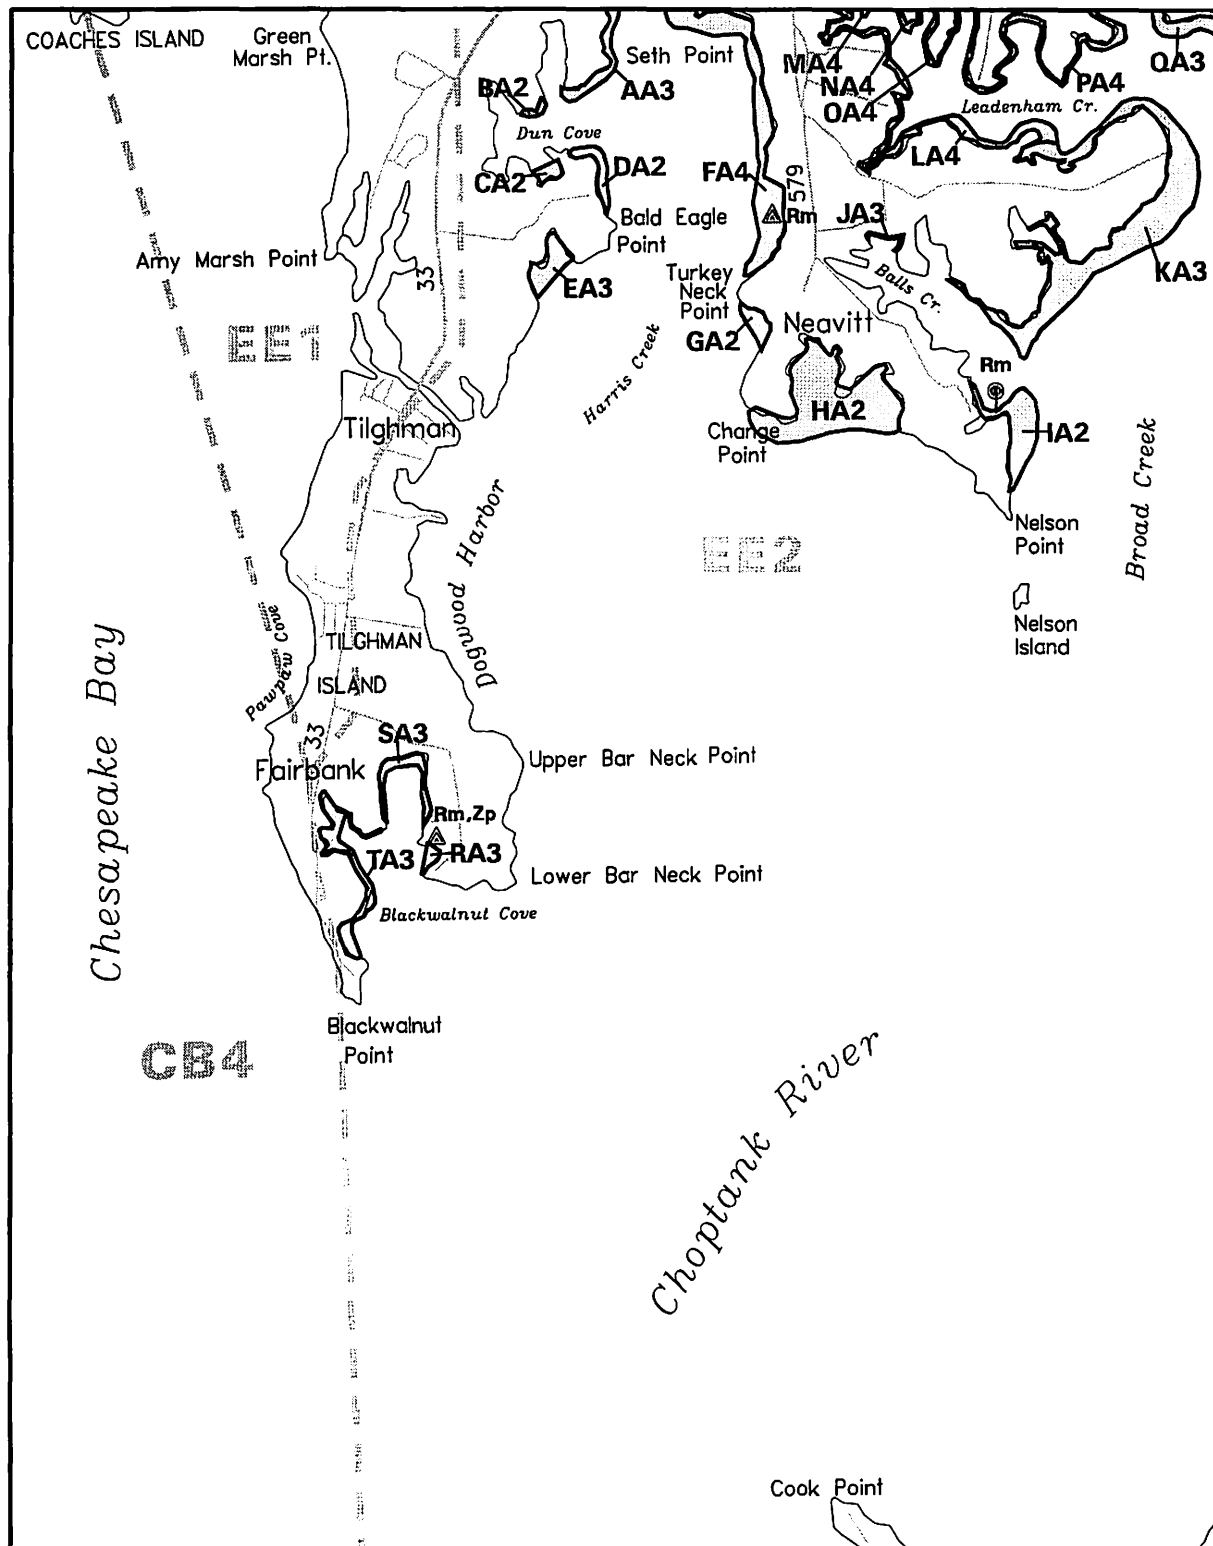 COACHES ISLAND
Green
Marsh Pt.
Seth Point
BA2
AA3
MA4
NA4
OA4
PA4
QA3
Leadenham Cr.
Dun Cove
CA2
DA2
FA4
LA4
579
Rm
JA3
Bald Eagle
Point
Amy Marsh Point
33
EA3
Turkey
Neck
Point
Balls Cr.
KA3
EE1
GA2
Neavitt
Harris Creek
Rm
HA2
IA2
Tilghman
Change
Point
Broad Creek
Dogwood Harbor
Nelson
Point
EE2
Nelson
Island
Pawpaw Cove
TILGHMAN
ISLAND
Chesapeake Bay
33
SA3
Upper Bar Neck Point
Fairbank
Rm,Zp
TA3
RA3
Lower Bar Neck Point
Blackwalnut Cove
Blackwalnut
Point
CB4
Choptank River
Cook Point